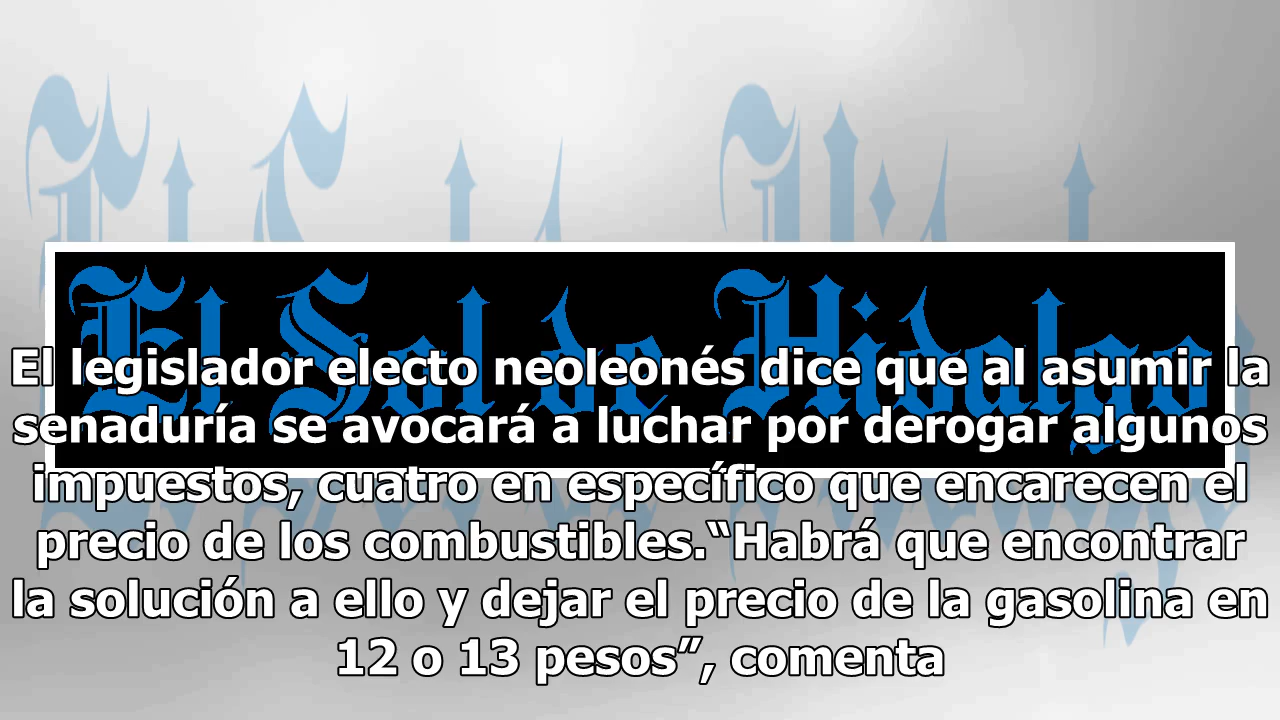 El Sol de Hidalgo
El legislador electo neoleonés dice que al asumir la
senaduría se avocará a luchar por derogar algunos
impuestos, cuatro en específico que encarecen el
precio de los combustibles.“Habrá que encontrar
la solución a ello y dejar el precio de la gasolina en
12 o 13 pesos”, comenta